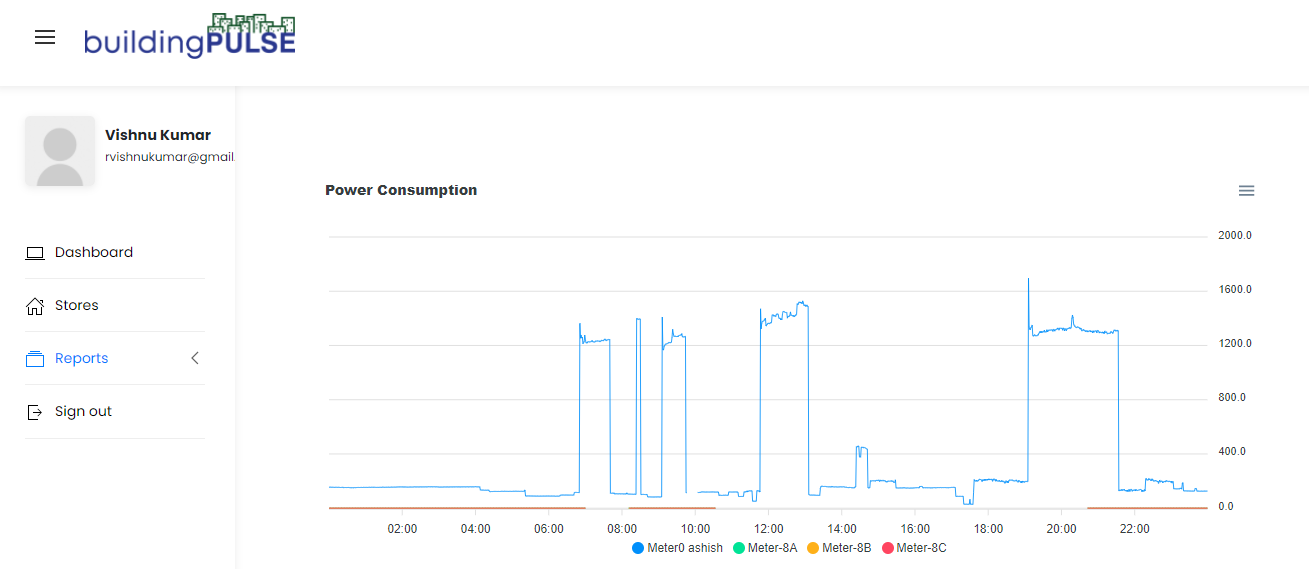 buildingPULSE
Vishnu Kumar
rvishnukumar@gmail.
Dashboard
Stores
Reports
Sign out
Power Consumption
2000.0
1600.0
1200.0
800.0
400.0
0.0
02:00 04:00 06:00 08:00 10:00 12:00 14:00 16:00 18:00 20:00 22:00
Meter0 ashish Meter-8A Meter-8B Meter-8C